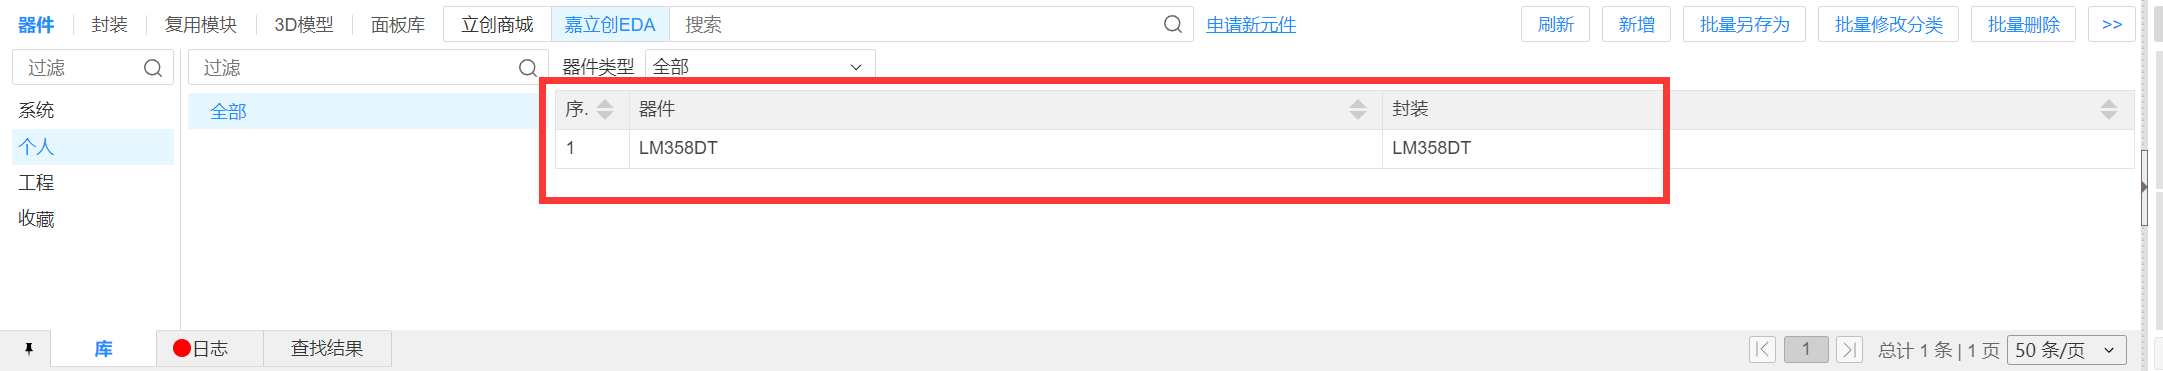 器件 封装 复用模块 3D模型 面板库 立创商城 嘉立创EDA 搜索 申请新元件 刷新 新增 批量另存为 批量修改分类 批量删除 >>
过滤 过滤 器件类型 全部
系统 全部 序. 器件 封装
个人 1 LM358DT LM358DT
工程
收藏
库 日志 查找结果 1 总计 1 条 | 1 页 50 条/页